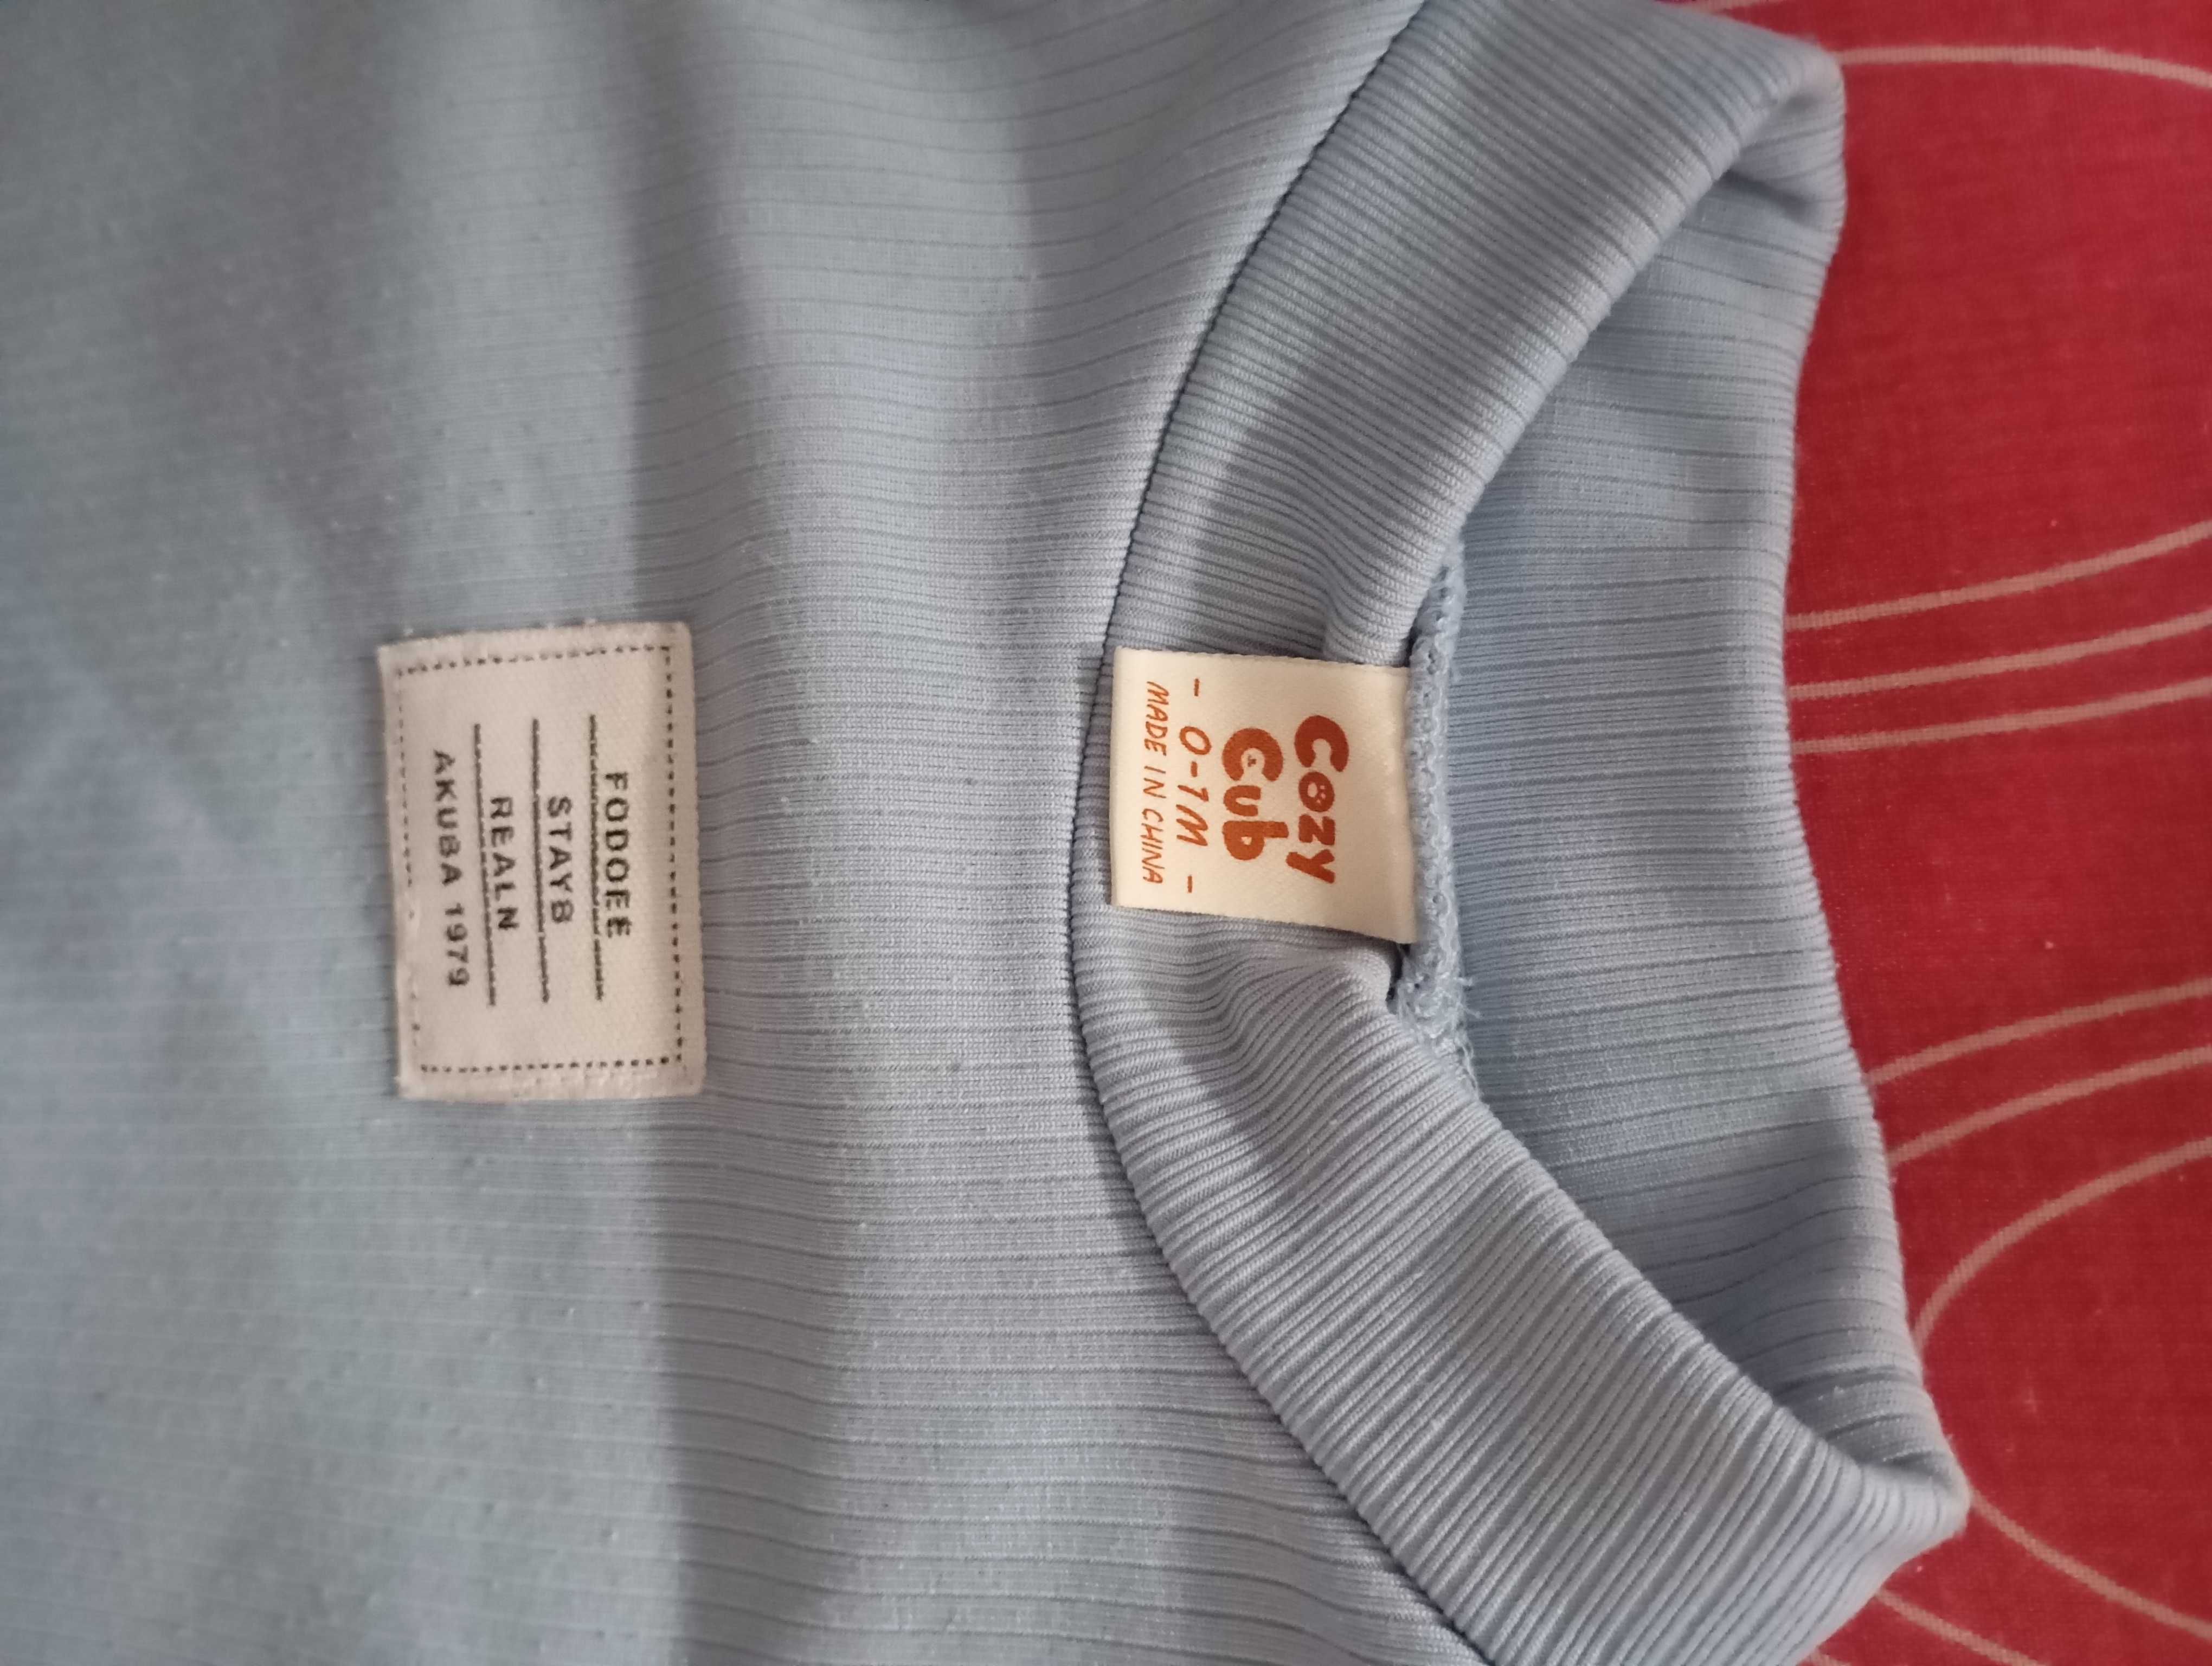 Cozy
Cub
- 0-1M -
MADE IN CHINA
FODOEE
STAYB
REALN
AKUBA 1979